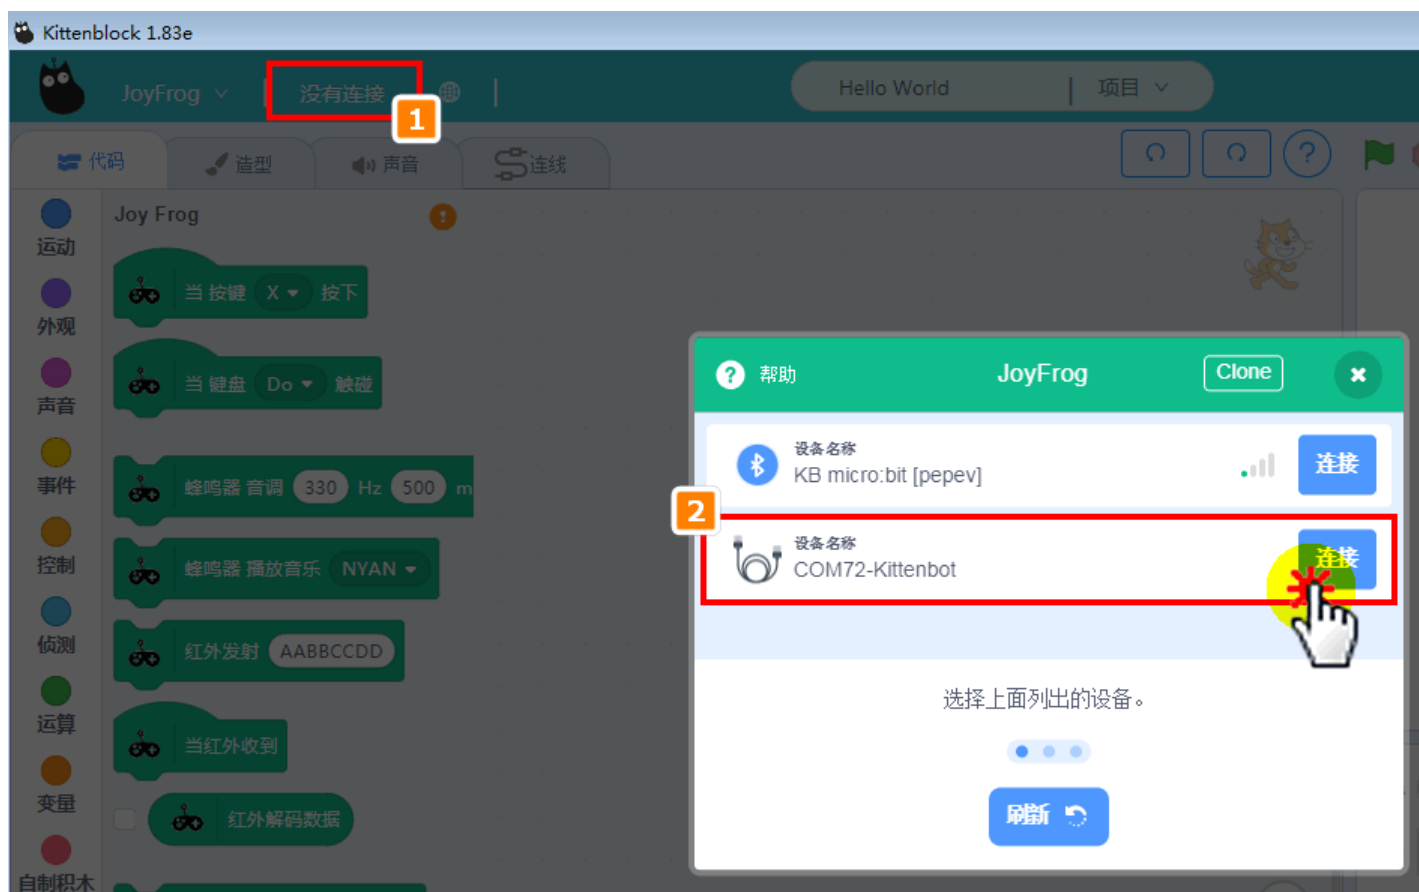 Kittenblock 1.83e
JoyFrog
没有连接
1
Hello World
项目
代码
造型
声音
连线
?
运动
外观
声音
事件
控制
侦测
运算
变量
自制积木
Joy Frog
!
当 按键 X 按下
当 键盘 Do 触碰
蜂鸣器 音调 330 Hz 500 m
蜂鸣器 播放音乐 NYAN
红外发射 AABBCCDD
当红外收到
红外解码数据
? 帮助
JoyFrog
Clone
设备名称
KB micro:bit [pepev]
连接
2
设备名称
COM72-Kittenbot
连接
选择上面列出的设备。
刷新